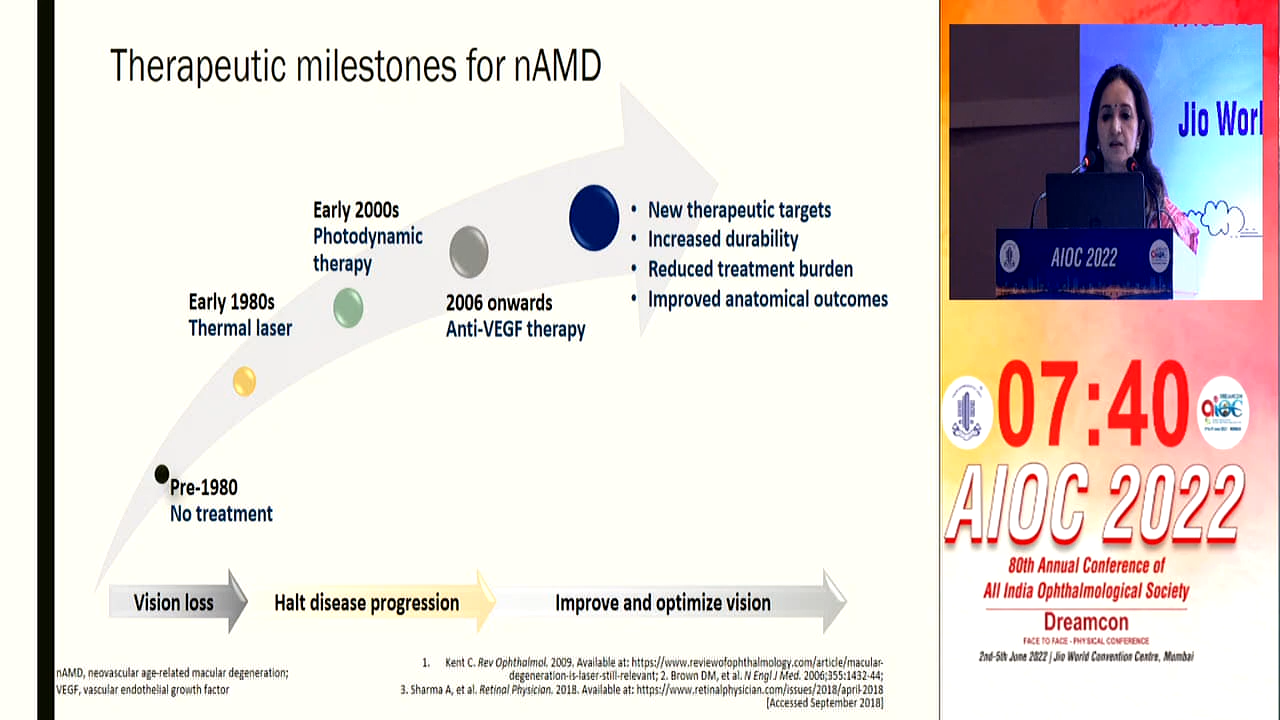 Therapeutic milestones for nAMD
Early 2000s
Photodynamic
therapy
• New therapeutic targets
• Increased durability
• Reduced treatment burden
• Improved anatomical outcomes
Early 1980s
Thermal laser
2006 onwards
Anti-VEGF therapy
Pre-1980
No treatment
Vision loss
Halt disease progression
Improve and optimize vision
nAMD, neovascular age-related macular degeneration;
VEGF, vascular endothelial growth factor
1. Kent C. Rev Ophthalmol. 2009. Available at: https://www.reviewofophthalmology.com/article/macular-
degeneration-is-laser-still-relevant; 2. Brown DM, et al. N Engl J Med. 2006;355:1432-44;
3. Sharma A, et al. Retinal Physician. 2018. Available at: https://www.retinalphysician.com/issues/2018/april-2018
[Accessed September 2018]
Jio Worl
AIOC 2022
07:40
AIOC 2022
80th Annual Conference of
All India Ophthalmological Society
Dreamcon
FACE TO FACE - PHYSICAL CONFERENCE
2nd-5th June 2022 | Jio World Convention Centre, Mumbai